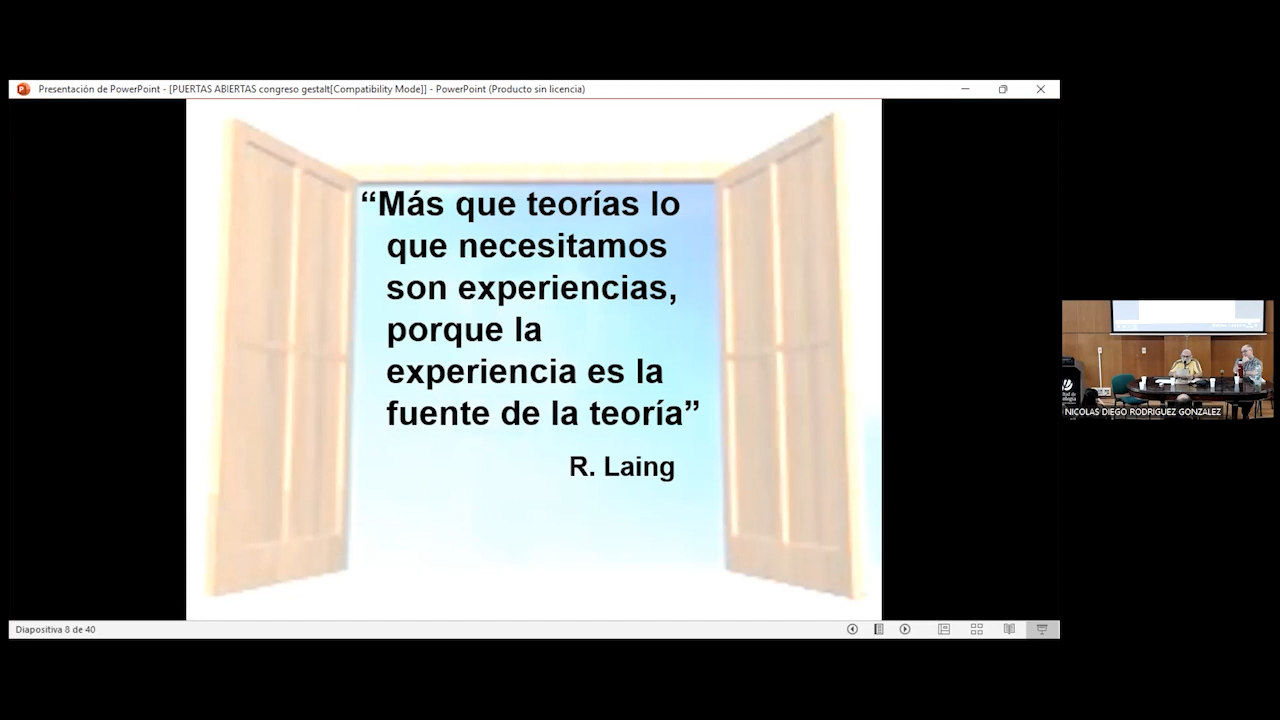 Presentación de PowerPoint - [PUERTAS ABIERTAS congreso gestalt[Compatibility Mode]] - PowerPoint (Producto sin licencia)
“Más que teorías lo
que necesitamos
son experiencias,
porque la
experiencia es la
fuente de la teoría”
R. Laing
NICOLAS DIEGO RODRIGUEZ GONZALEZ
Diapositiva 8 de 40